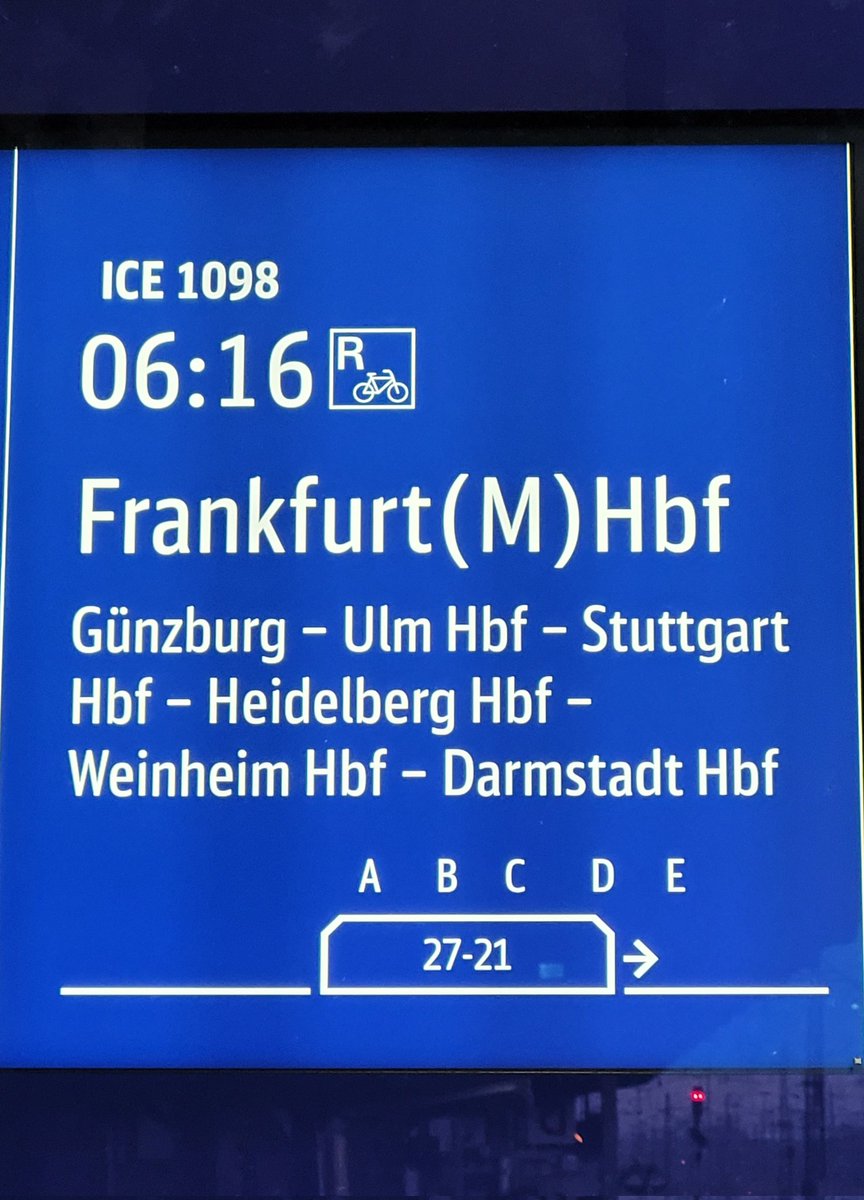 ICE 1098
06:16 R
Frankfurt(M)Hbf
Günzburg – Ulm Hbf – Stuttgart
Hbf – Heidelberg Hbf –
Weinheim Hbf – Darmstadt Hbf
A B C D E
27-21 →